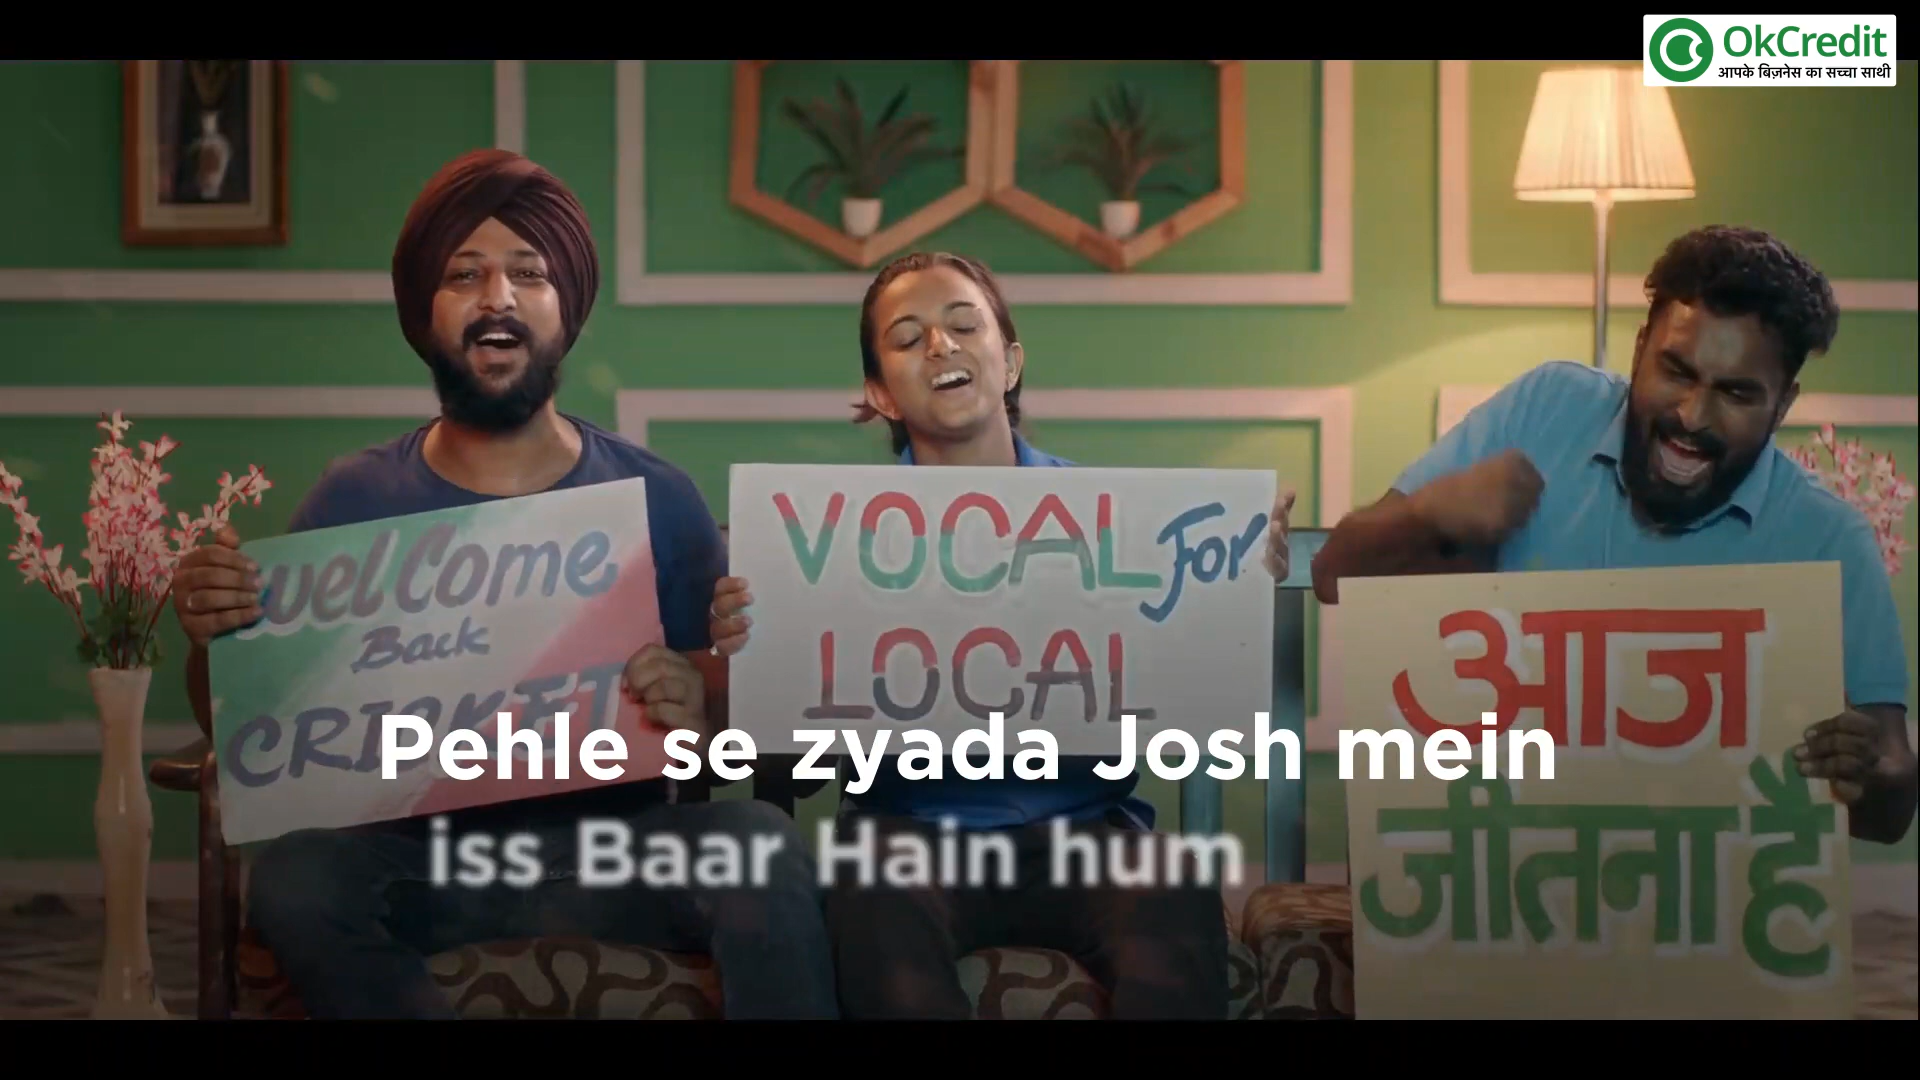 OkCredit
आपके बिज़नेस का सच्चा साथी
Welcome
Back
CRICKET
VOCAL For
LOCAL
आज
जीतना है
Pehle se zyada Josh mein
iss Baar Hain hum